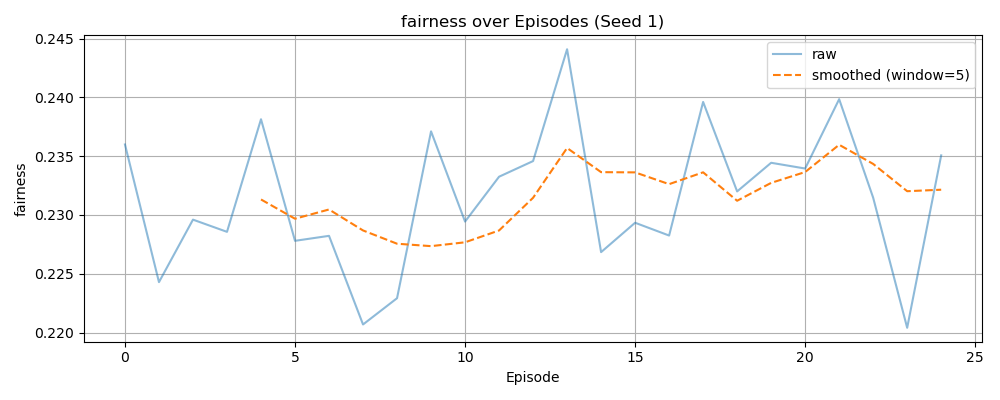 fairness over Episodes (Seed 1)
raw
smoothed (window=5)
fairness
0.245
0.240
0.235
0.230
0.225
0.220
0 5 10 15 20 25
Episode